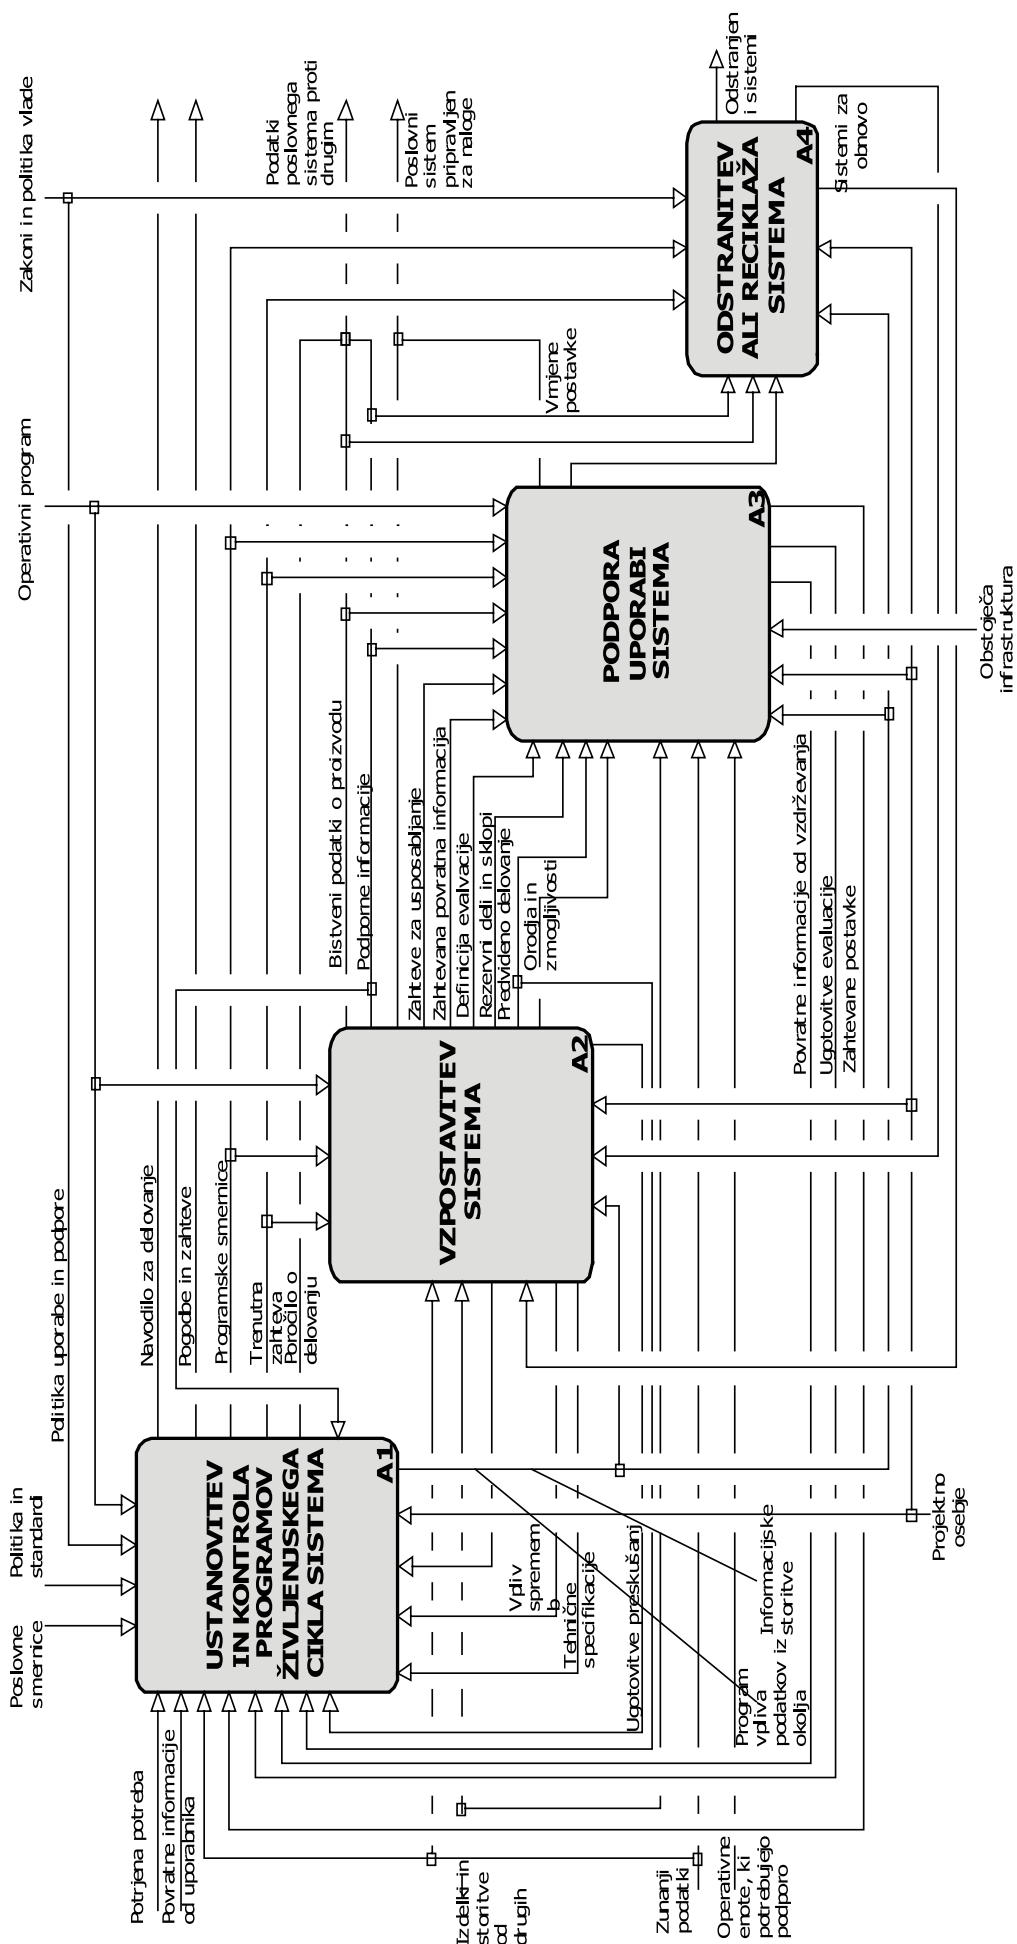 Potrjena potreba
Povratne informacije
od uporabnika
Poslovne
smernice
Politika in
standardi
Operativni program
Zakoni in politika vlade
Politika uporabe in podpore
Navodilo za delovanje
Pogodbe in zahteve
Programske smernice
Trenutna
zahteva
Poročilo o
delovanju
USTANOVITEV
IN KONTROLA
PROGRAMOV
ŽIVLJENJSKEGA
CIKLA SISTEMA
A1
Izdelki in
storitve
od
drugih
Zunanji
podatki
Operativne
enote, ki
potrebujejo
podporo
Vpliv
spremem
b
Tehnične
specifikacije
Ugotovitve preskušanj
Program
vpliva
podatkov iz storitve
okolja
Informacijske
Projektno
osebje
VZPOSTAVITEV
SISTEMA
A2
Bistveni podatki o proizvodu
Podporne informacije
Zahteve za usposabljanje
Zahtevana povratna informacija
Definicija evalvacije
Rezervni deli in sklopi
Predvideno delovanje
Orodja in
zmogljivosti
Povratne informacije od vzdrževanja
Ugotovitve evaluacije
Zahtevane postavke
PODPORA
UPORABI
SISTEMA
A3
Obstoječa
infrastruktura
Podatki
poslovnega
sistema proti
drugim
Poslovni
sistem
pripravljen
za naloge
Vrnjene
postavke
ODSTRANITEV
ALI RECIKLAŽA
SISTEMA
A4
Odstranjen
i sistemi
Sistemi za
obnovo